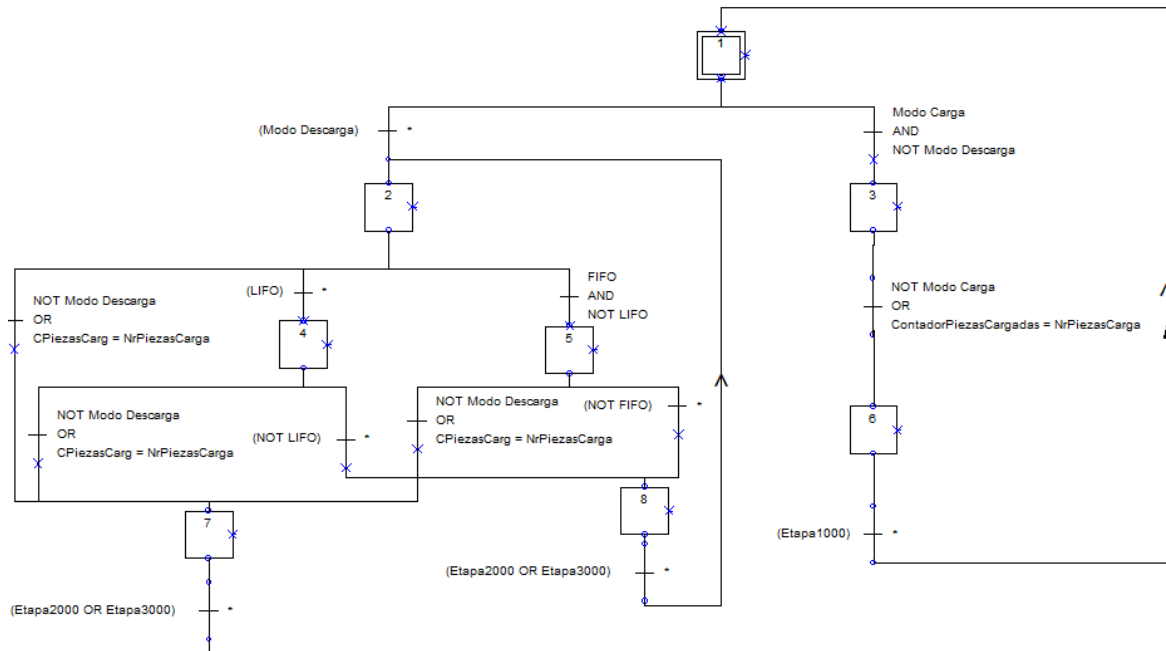 1
(Modo Descarga)
*
Modo Carga
AND
NOT Modo Descarga
2
3
NOT Modo Descarga
OR
CPiezasCarg = NrPiezasCarga
(LIFO)
*
FIFO
AND
NOT LIFO
NOT Modo Carga
OR
ContadorPiezasCargadas = NrPiezasCarga
4
5
NOT Modo Descarga
OR
CPiezasCarg = NrPiezasCarga
(NOT LIFO)
*
NOT Modo Descarga
OR
CPiezasCarg = NrPiezasCarga
(NOT FIFO)
*
6
7
8
(Etapa1000)
*
(Etapa2000 OR Etapa3000)
*
(Etapa2000 OR Etapa3000)
*